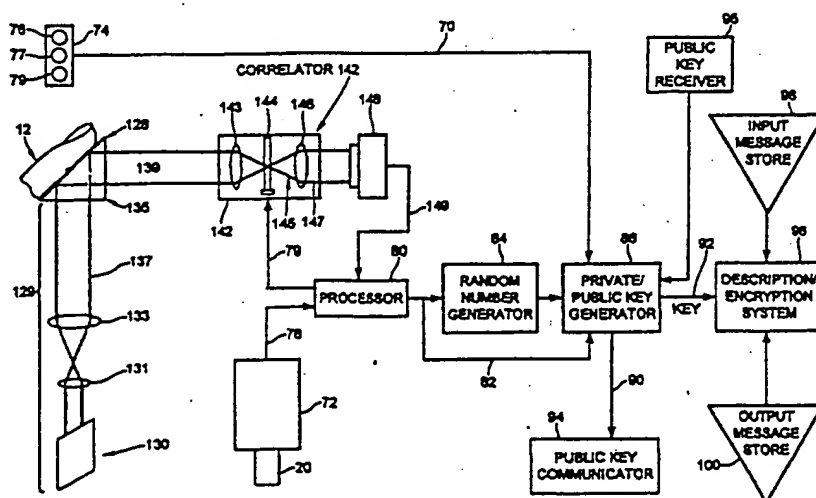 76
77
79
74
70
95
PUBLIC
KEY
RECEIVER
CORRELATOR 142
12
128
143
144
146
148
INPUT
MESSAGE
STORE
139
142
145
147
149
129
137
79
80
PROCESSOR
84
RANDOM
NUMBER
GENERATOR
86
PRIVATE/
PUBLIC KEY
GENERATOR
92
KEY
DESCRIPTION/
ENCRYPTION
SYSTEM
133
131
130
78
72
20
82
90
94
PUBLIC KEY
COMMUNICATOR
100
OUTPUT
MESSAGE
STORE